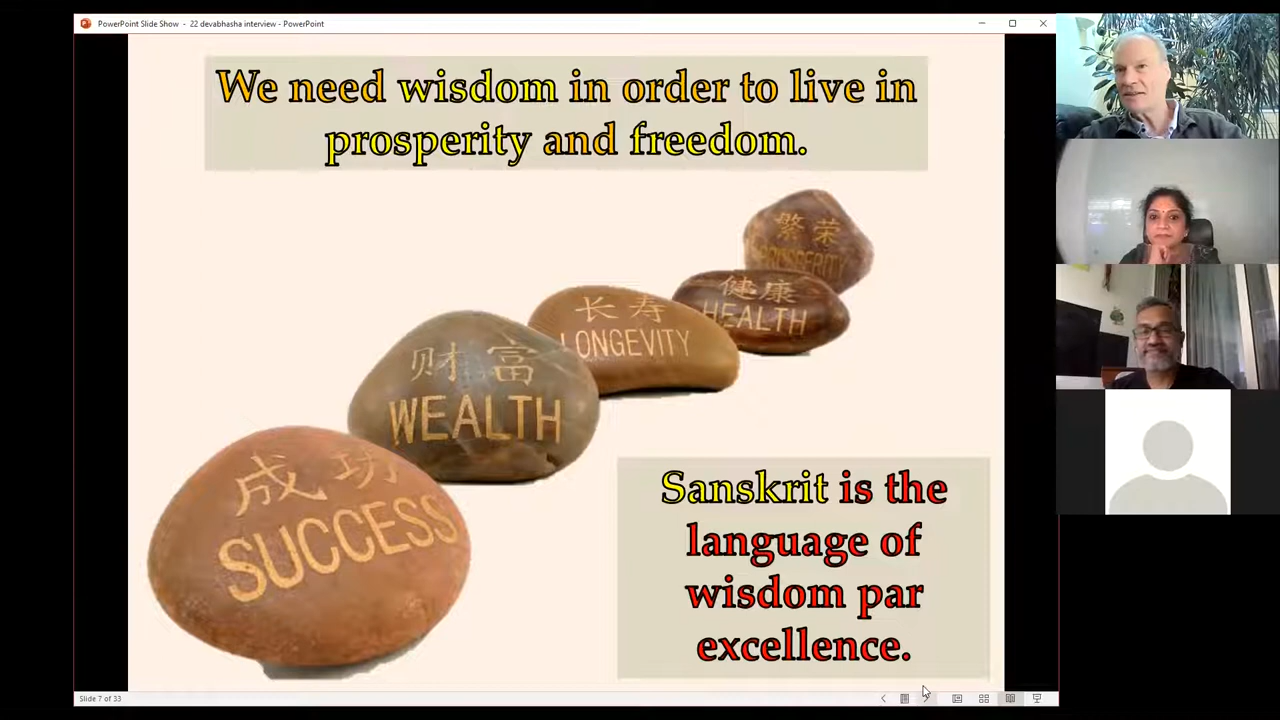 PowerPoint Slide Show - 22 devabhasha interview - PowerPoint
We need wisdom in order to live in
prosperity and freedom.
繁荣
PROSPERITY
健康
HEALTH
长寿
LONGEVITY
财富
WEALTH
成功
SUCCESS
Sanskrit is the
language of
wisdom par
excellence.
Slide 7 of 33